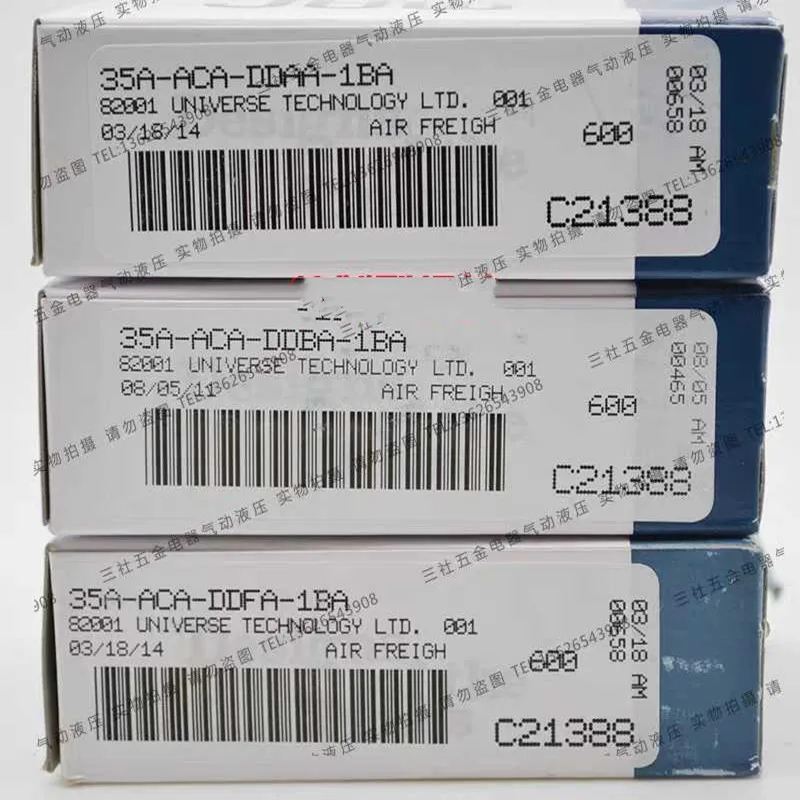 35A-ACA-DDAA-1BA
82001 UNIVERSE TECHNOLOGY LTD. 001
03/18/14 AIR FREIGH
600
C21388
03/18 AM
00658
35A-ACA-DDBA-1BA
82001 UNIVERSE TECHNOLOGY LTD. 001
08/05/11 AIR FREIGH
600
C21388
08/05 AM
00465
35A-ACA-DDFA-1BA
82001 UNIVERSE TECHNOLOGY LTD. 001
03/18/14 AIR FREIGH
600
C21388
03/18 AM
00658
三社五金电器气动液压 实物拍摄 请勿盗图 TEL:13626543908